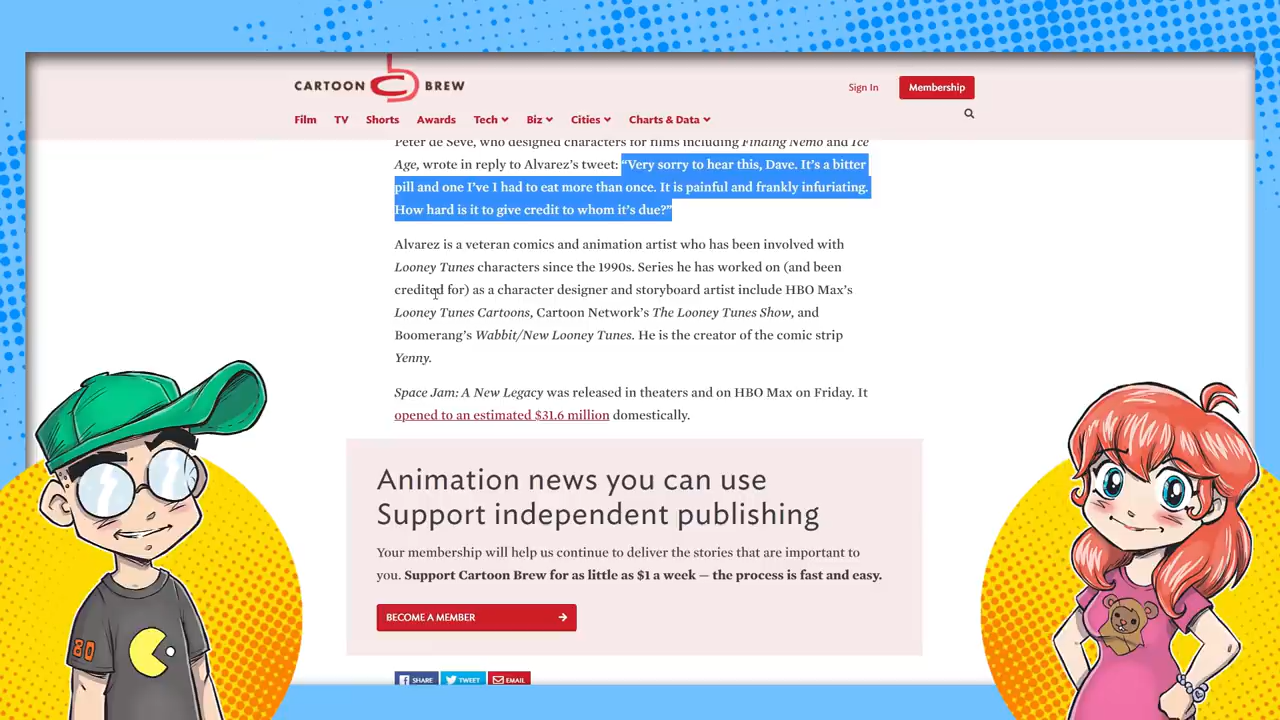 CARTOON BREW
Sign In
Membership
Film TV Shorts Awards Tech Biz Cities Charts & Data
Peter de Sève, who designed characters for films including Finding Nemo and Ice
Age, wrote in reply to Alvarez’s tweet: “Very sorry to hear this, Dave. It’s a bitter
pill and one I’ve I had to eat more than once. It is painful and frankly infuriating.
How hard is it to give credit to whom it’s due?”
Alvarez is a veteran comics and animation artist who has been involved with
Looney Tunes characters since the 1990s. Series he has worked on (and been
credited for) as a character designer and storyboard artist include HBO Max’s
Looney Tunes Cartoons, Cartoon Network’s The Looney Tunes Show, and
Boomerang’s Wabbit/New Looney Tunes. He is the creator of the comic strip
Yenny.
Space Jam: A New Legacy was released in theaters and on HBO Max on Friday. It
opened to an estimated $31.6 million domestically.
Animation news you can use
Support independent publishing
Your membership will help us continue to deliver the stories that are important to
you. Support Cartoon Brew for as little as $1 a week — the process is fast and easy.
BECOME A MEMBER
SHARE TWEET EMAIL
80